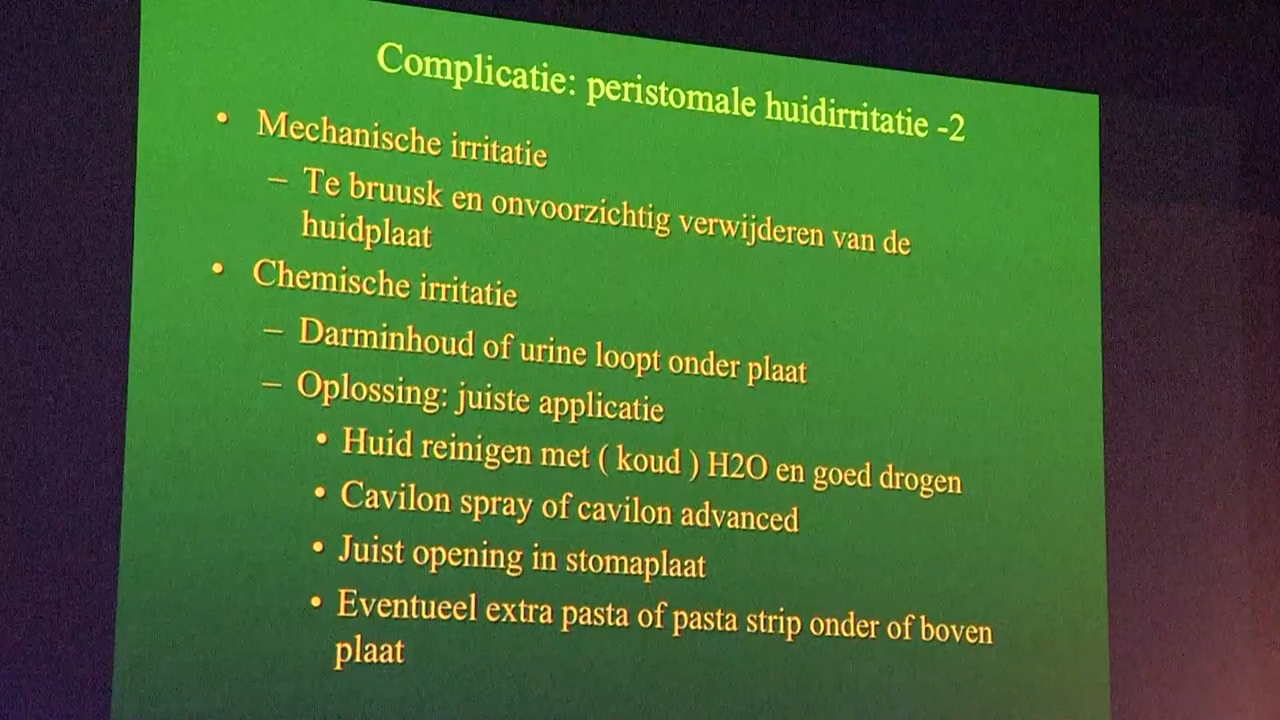 Complicatie: peristomale huidirritatie -2
• Mechanische irritatie
– Te bruusk en onvoorzichtig verwijderen van de
huidplaat
• Chemische irritatie
– Darminhoud of urine loopt onder plaat
– Oplossing: juiste applicatie
• Huid reinigen met ( koud ) H2O en goed drogen
• Cavilon spray of cavilon advanced
• Juist opening in stomaplaat
• Eventueel extra pasta of pasta strip onder of boven
plaat